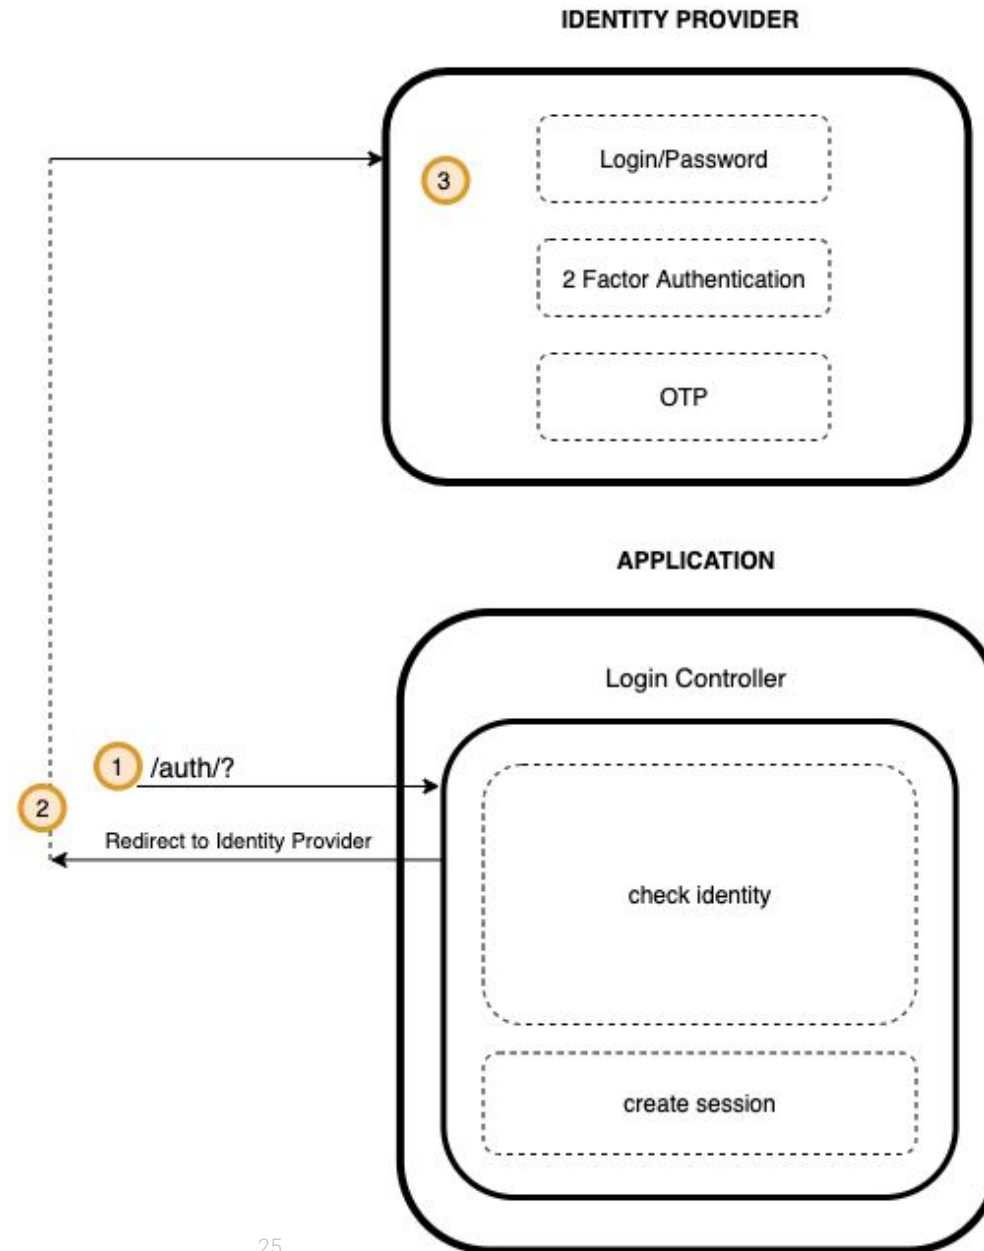 IDENTITY PROVIDER
3
Login/Password
2 Factor Authentication
OTP
APPLICATION
Login Controller
1
/auth/?
2
Redirect to Identity Provider
check identity
create session
25